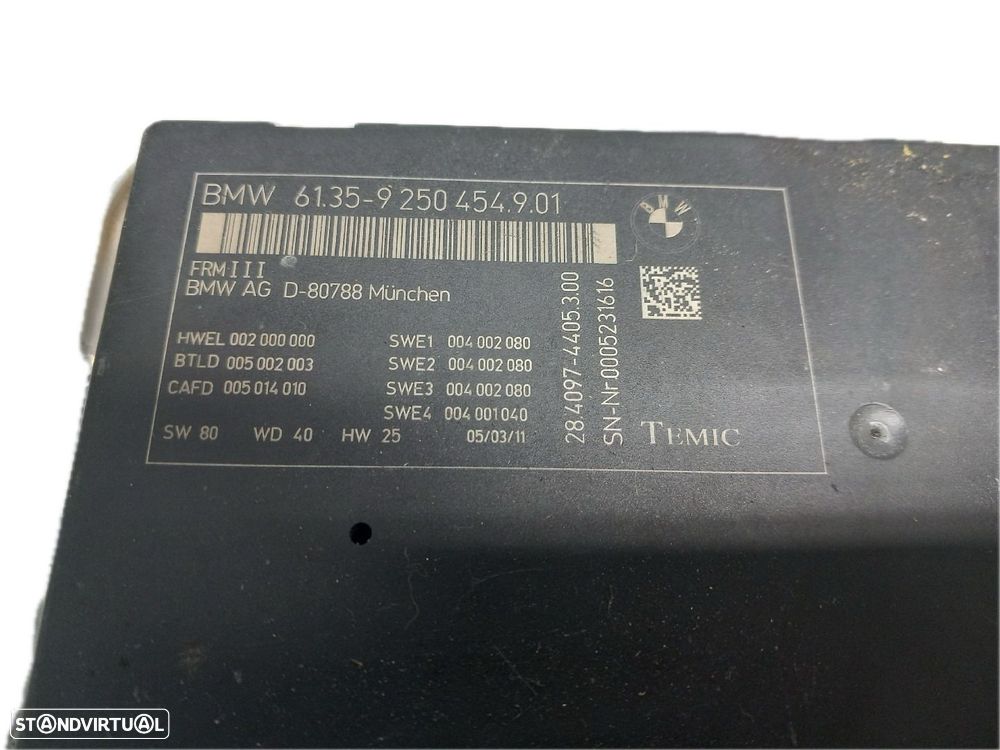 BMW 61.35-9 250 454.9.01
BMW
FRMIII
BMW AG D-80788 München
HWEL 002 000 000
SWE1 004 002 080
BTLD 005 002 003
SWE2 004 002 080
CAFD 005 014 010
SWE3 004 002 080
SWE4 004 001 040
SW 80 WD 40 HW 25 05/03/11
28.4097-4405.3.00
SN-Nr0005231616
TEMIC
STANDVIRTUAL